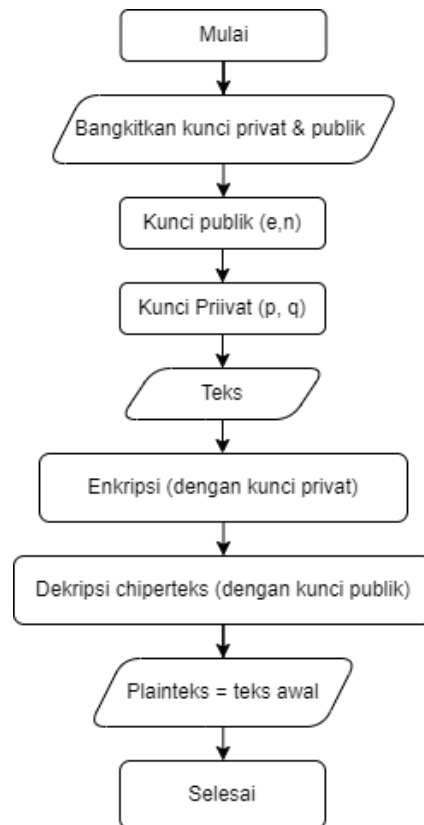 Mulai
Bangkitkan kunci privat & publik
Kunci publik (e,n)
Kunci Priivat (p, q)
Teks
Enkripsi (dengan kunci privat)
Dekripsi chiperteks (dengan kunci publik)
Plainteks = teks awal
Selesai